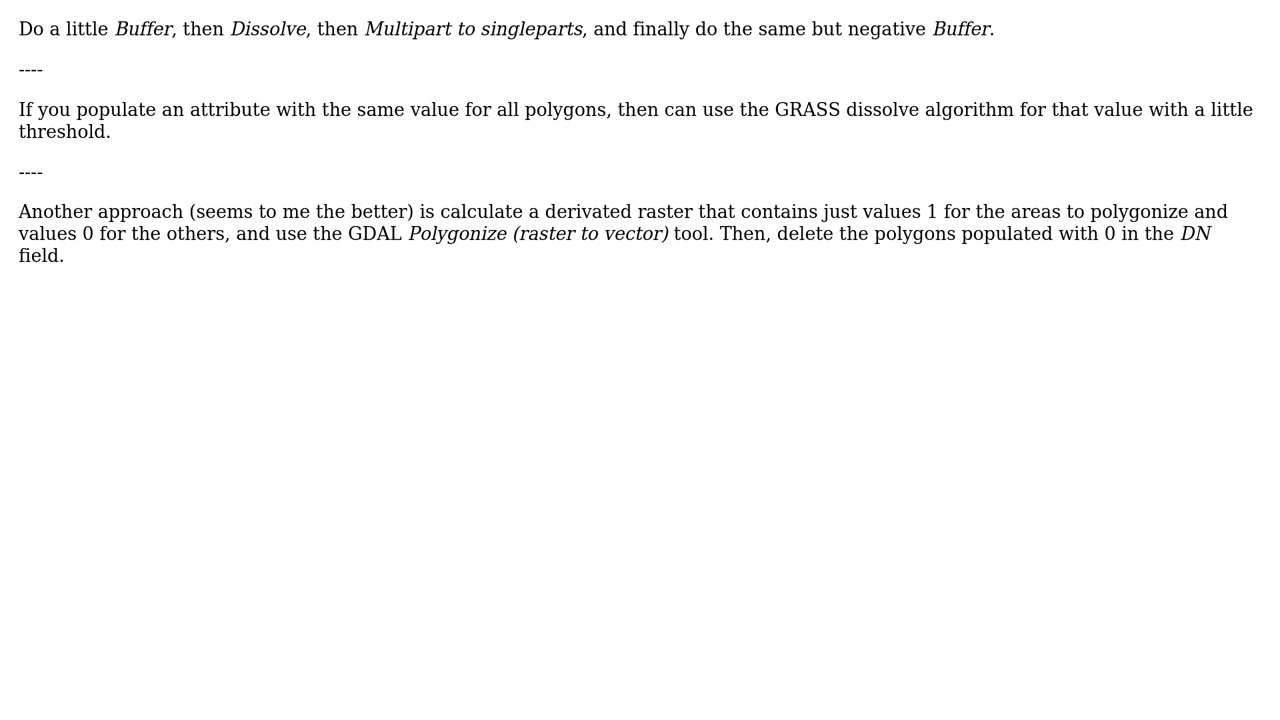 Do a little Buffer, then Dissolve, then Multipart to singleparts, and finally do the same but negative Buffer.
----
If you populate an attribute with the same value for all polygons, then can use the GRASS dissolve algorithm for that value with a little
threshold.
----
Another approach (seems to me the better) is calculate a derivated raster that contains just values 1 for the areas to polygonize and
values 0 for the others, and use the GDAL Polygonize (raster to vector) tool. Then, delete the polygons populated with 0 in the DN
field.